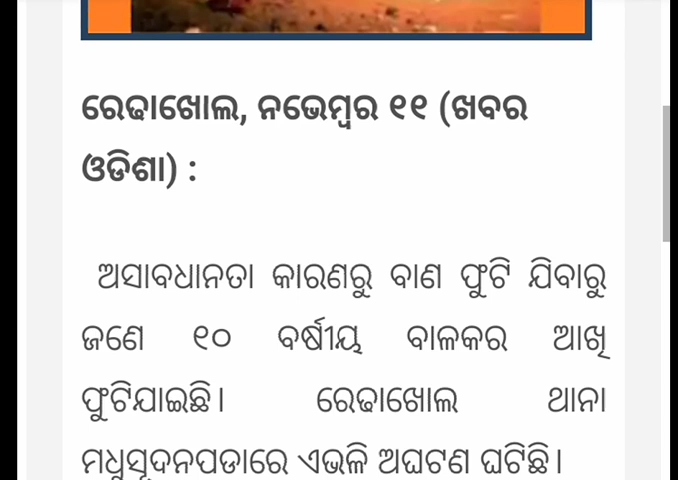 ରେଢାଖୋଲ, ନଭେମ୍ବର ୧୧ (ଖବର
ଓଡିଶା) :
ଅସାବଧାନତା କାରଣରୁ ବାଣ ଫୁଟି ଯିବାରୁ
ଜଣେ ୧୦ ବର୍ଷୀୟ ବାଳକର ଆଖି
ଫୁଟିଯାଇଛି। ରେଢାଖୋଲ ଥାନା
ମଧୁସୂଦନପଡାରେ ଏଭଳି ଅଘଟଣ ଘଟିଛି।